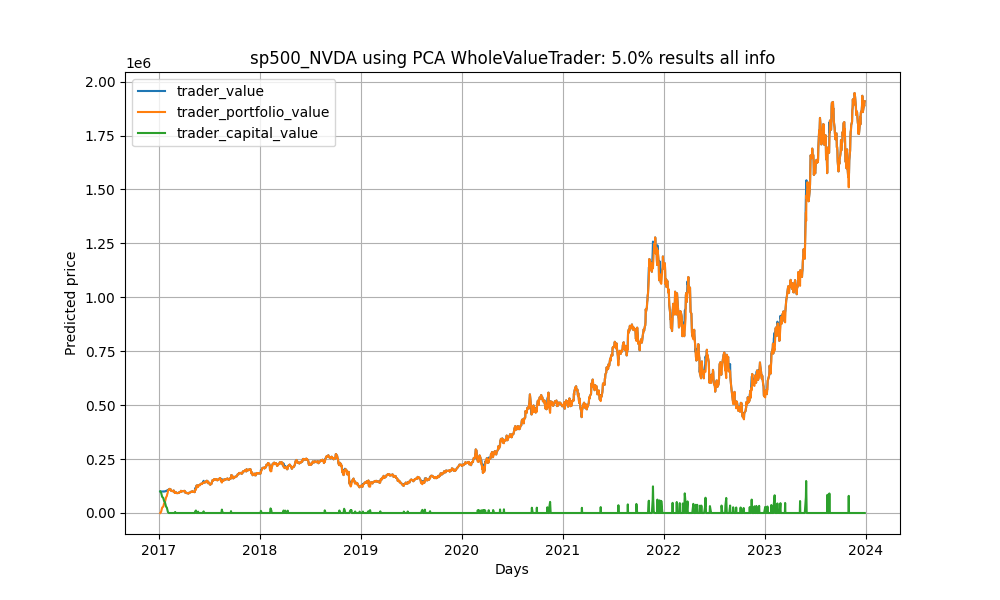 sp500_NVDA using PCA WholeValueTrader: 5.0% results all info
1e6
trader_value
trader_portfolio_value
trader_capital_value
2.00
1.75
1.50
1.25
1.00
0.75
0.50
0.25
0.00
Predicted price
2017 2018 2019 2020 2021 2022 2023 2024
Days